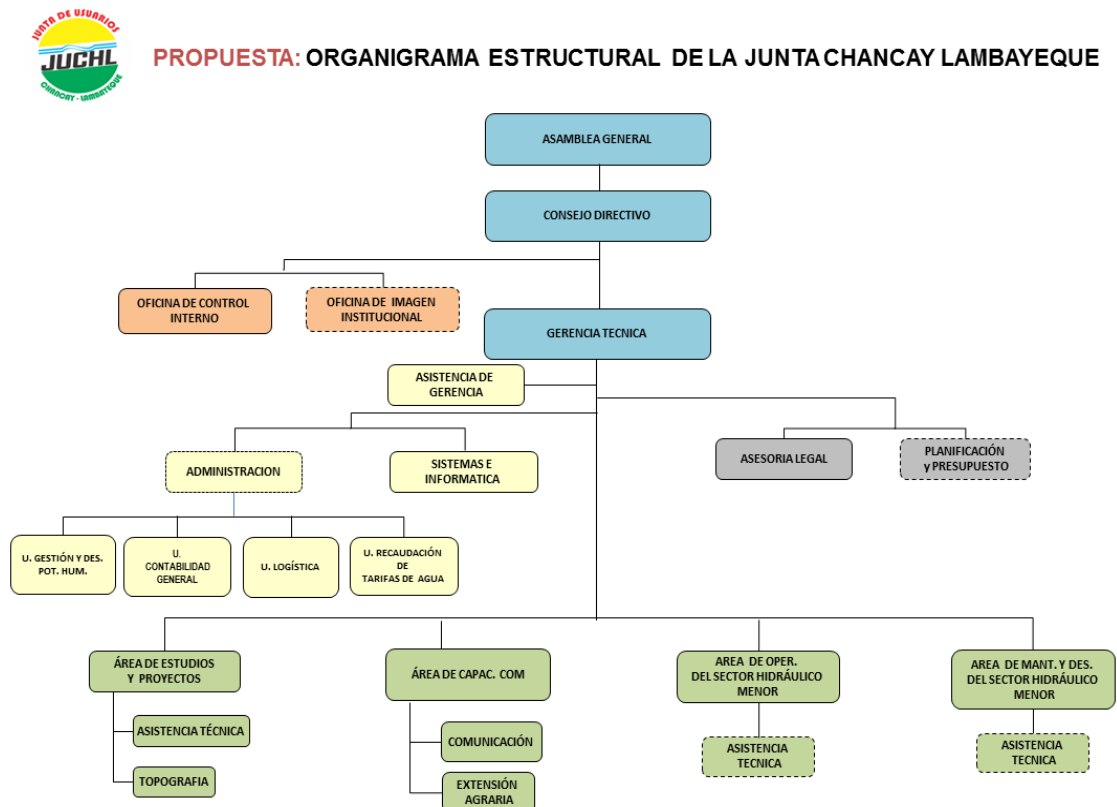 JUNTA DE USUARIOS
JUCHL
CHANCAY - LAMBAYEQUE
PROPUESTA: ORGANIGRAMA ESTRUCTURAL DE LA JUNTA CHANCAY LAMBAYEQUE
ASAMBLEA GENERAL
CONSEJO DIRECTIVO
OFICINA DE CONTROL
INTERNO
OFICINA DE IMAGEN
INSTITUCIONAL
GERENCIA TECNICA
ASISTENCIA DE
GERENCIA
ADMINISTRACION
SISTEMAS E
INFORMATICA
ASESORIA LEGAL
PLANIFICACIÓN
y PRESUPUESTO
U. GESTIÓN Y DES.
POT. HUM.
U.
CONTABILIDAD
GENERAL
U. LOGÍSTICA
U. RECAUDACIÓN
DE
TARIFAS DE AGUA
ÁREA DE ESTUDIOS
Y PROYECTOS
ÁREA DE CAPAC. COM
AREA DE OPER.
DEL SECTOR HIDRÁULICO
MENOR
AREA DE MANT. Y DES.
DEL SECTOR HIDRÁULICO
MENOR
ASISTENCIA TÉCNICA
TOPOGRAFIA
COMUNICACIÓN
EXTENSIÓN
AGRARIA
ASISTENCIA
TECNICA
ASISTENCIA
TECNICA